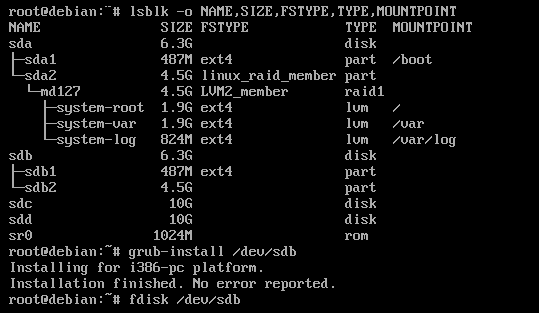 root@debian:~# lsblk -o NAME,SIZE,FSTYPE,TYPE,MOUNTPOINT
NAME                SIZE FSTYPE            TYPE  MOUNTPOINT
sda                 6.3G                   disk
├─sda1              487M ext4              part  /boot
└─sda2              4.5G linux_raid_member part
  └─md127           4.5G LVM2_member       raid1
    ├─system-root   1.9G ext4              lvm   /
    ├─system-var    1.9G ext4              lvm   /var
    └─system-log    824M ext4              lvm   /var/log
sdb                 6.3G                   disk
├─sdb1              487M ext4              part
└─sdb2              4.5G                   part
sdc                  10G                   disk
sdd                  10G                   disk
sr0                1024M                   rom
root@debian:~# grub-install /dev/sdb
Installing for i386-pc platform.
Installation finished. No error reported.
root@debian:~# fdisk /dev/sdb